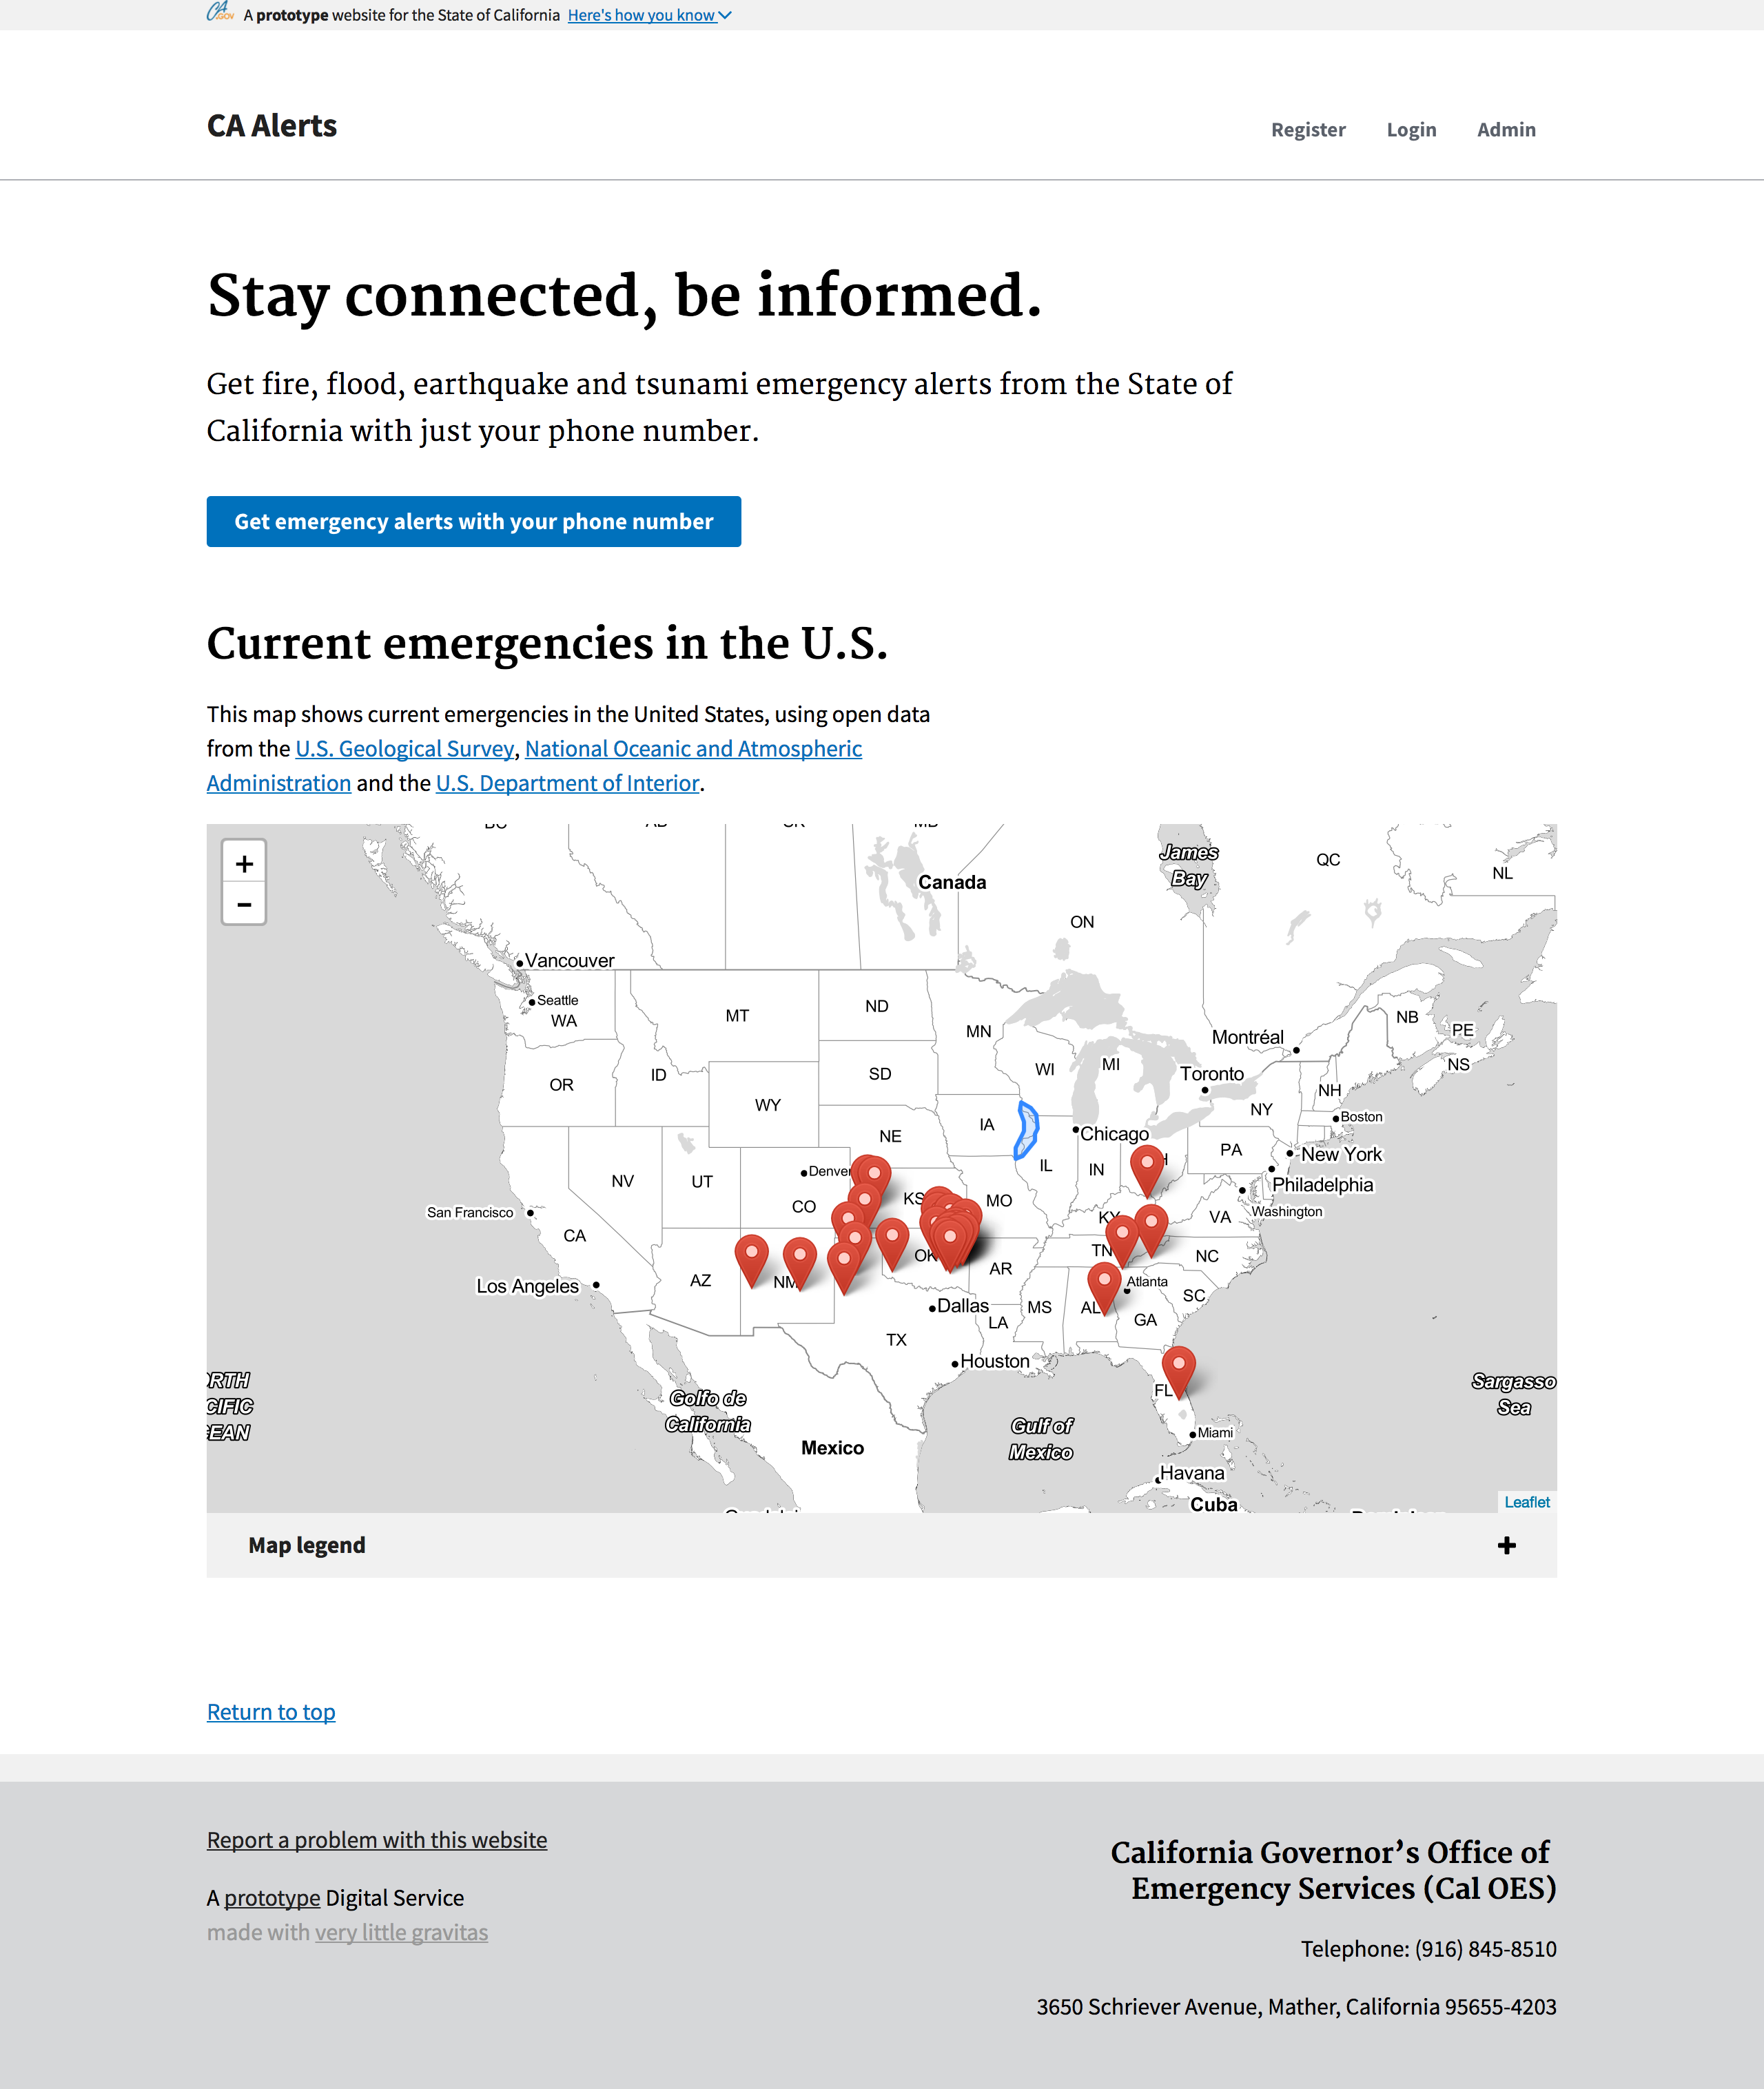 CA.GOV A prototype website for the State of California Here's how you know
CA Alerts
Register Login Admin
Stay connected, be informed.
Get fire, flood, earthquake and tsunami emergency alerts from the State of
California with just your phone number.
Get emergency alerts with your phone number
Current emergencies in the U.S.
This map shows current emergencies in the United States, using open data
from the U.S. Geological Survey, National Oceanic and Atmospheric
Administration and the U.S. Department of Interior.
+
−
James
Bay
QC
NL
Canada
ON
Vancouver
Seattle
WA
MT
ND
MN
NB
PE
Montréal
NS
OR
ID
SD
WI
MI
Toronto
NH
WY
NY
Boston
IA
NE
Chicago
PA
New York
IL
IN
Denver
NV
UT
Philadelphia
CO
KS
MO
San Francisco
KY
VA
Washington
CA
TN
NC
OK
AR
Los Angeles
AZ
NM
Atlanta
SC
Dallas
MS
AL
GA
LA
TX
Houston
RTH
CIFIC
EAN
Golfo de
California
FL
Sargasso
Sea
Gulf of
Mexico
Miami
Mexico
Havana
Cuba
Leaflet
Map legend +
Return to top
Report a problem with this website
A prototype Digital Service
made with very little gravitas
California Governor’s Office of
Emergency Services (Cal OES)
Telephone: (916) 845-8510
3650 Schriever Avenue, Mather, California 95655-4203